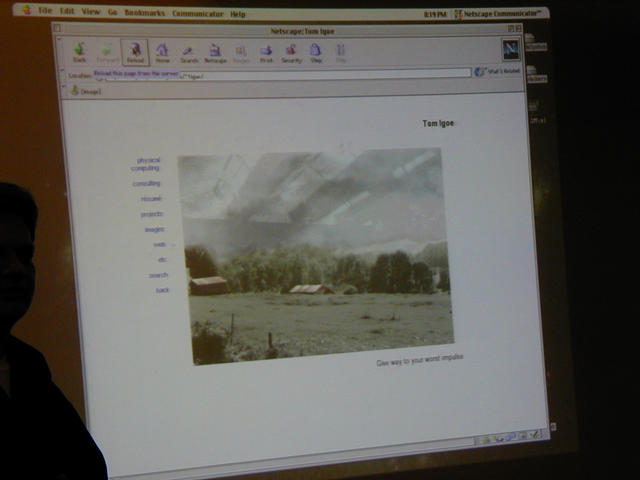 File Edit View Go Bookmarks Communicator Help
8:19 PM Netscape Communicator™
Netscape: Tom Igoe
Back Forward Reload Home Search Netscape Images Print Security Shop Stop
Location: Reload this page from the server
What's Related
Tom Igoe
physical
computing
consulting
résumé
projects
images
web
etc.
search
back
Give way to your worst impulse